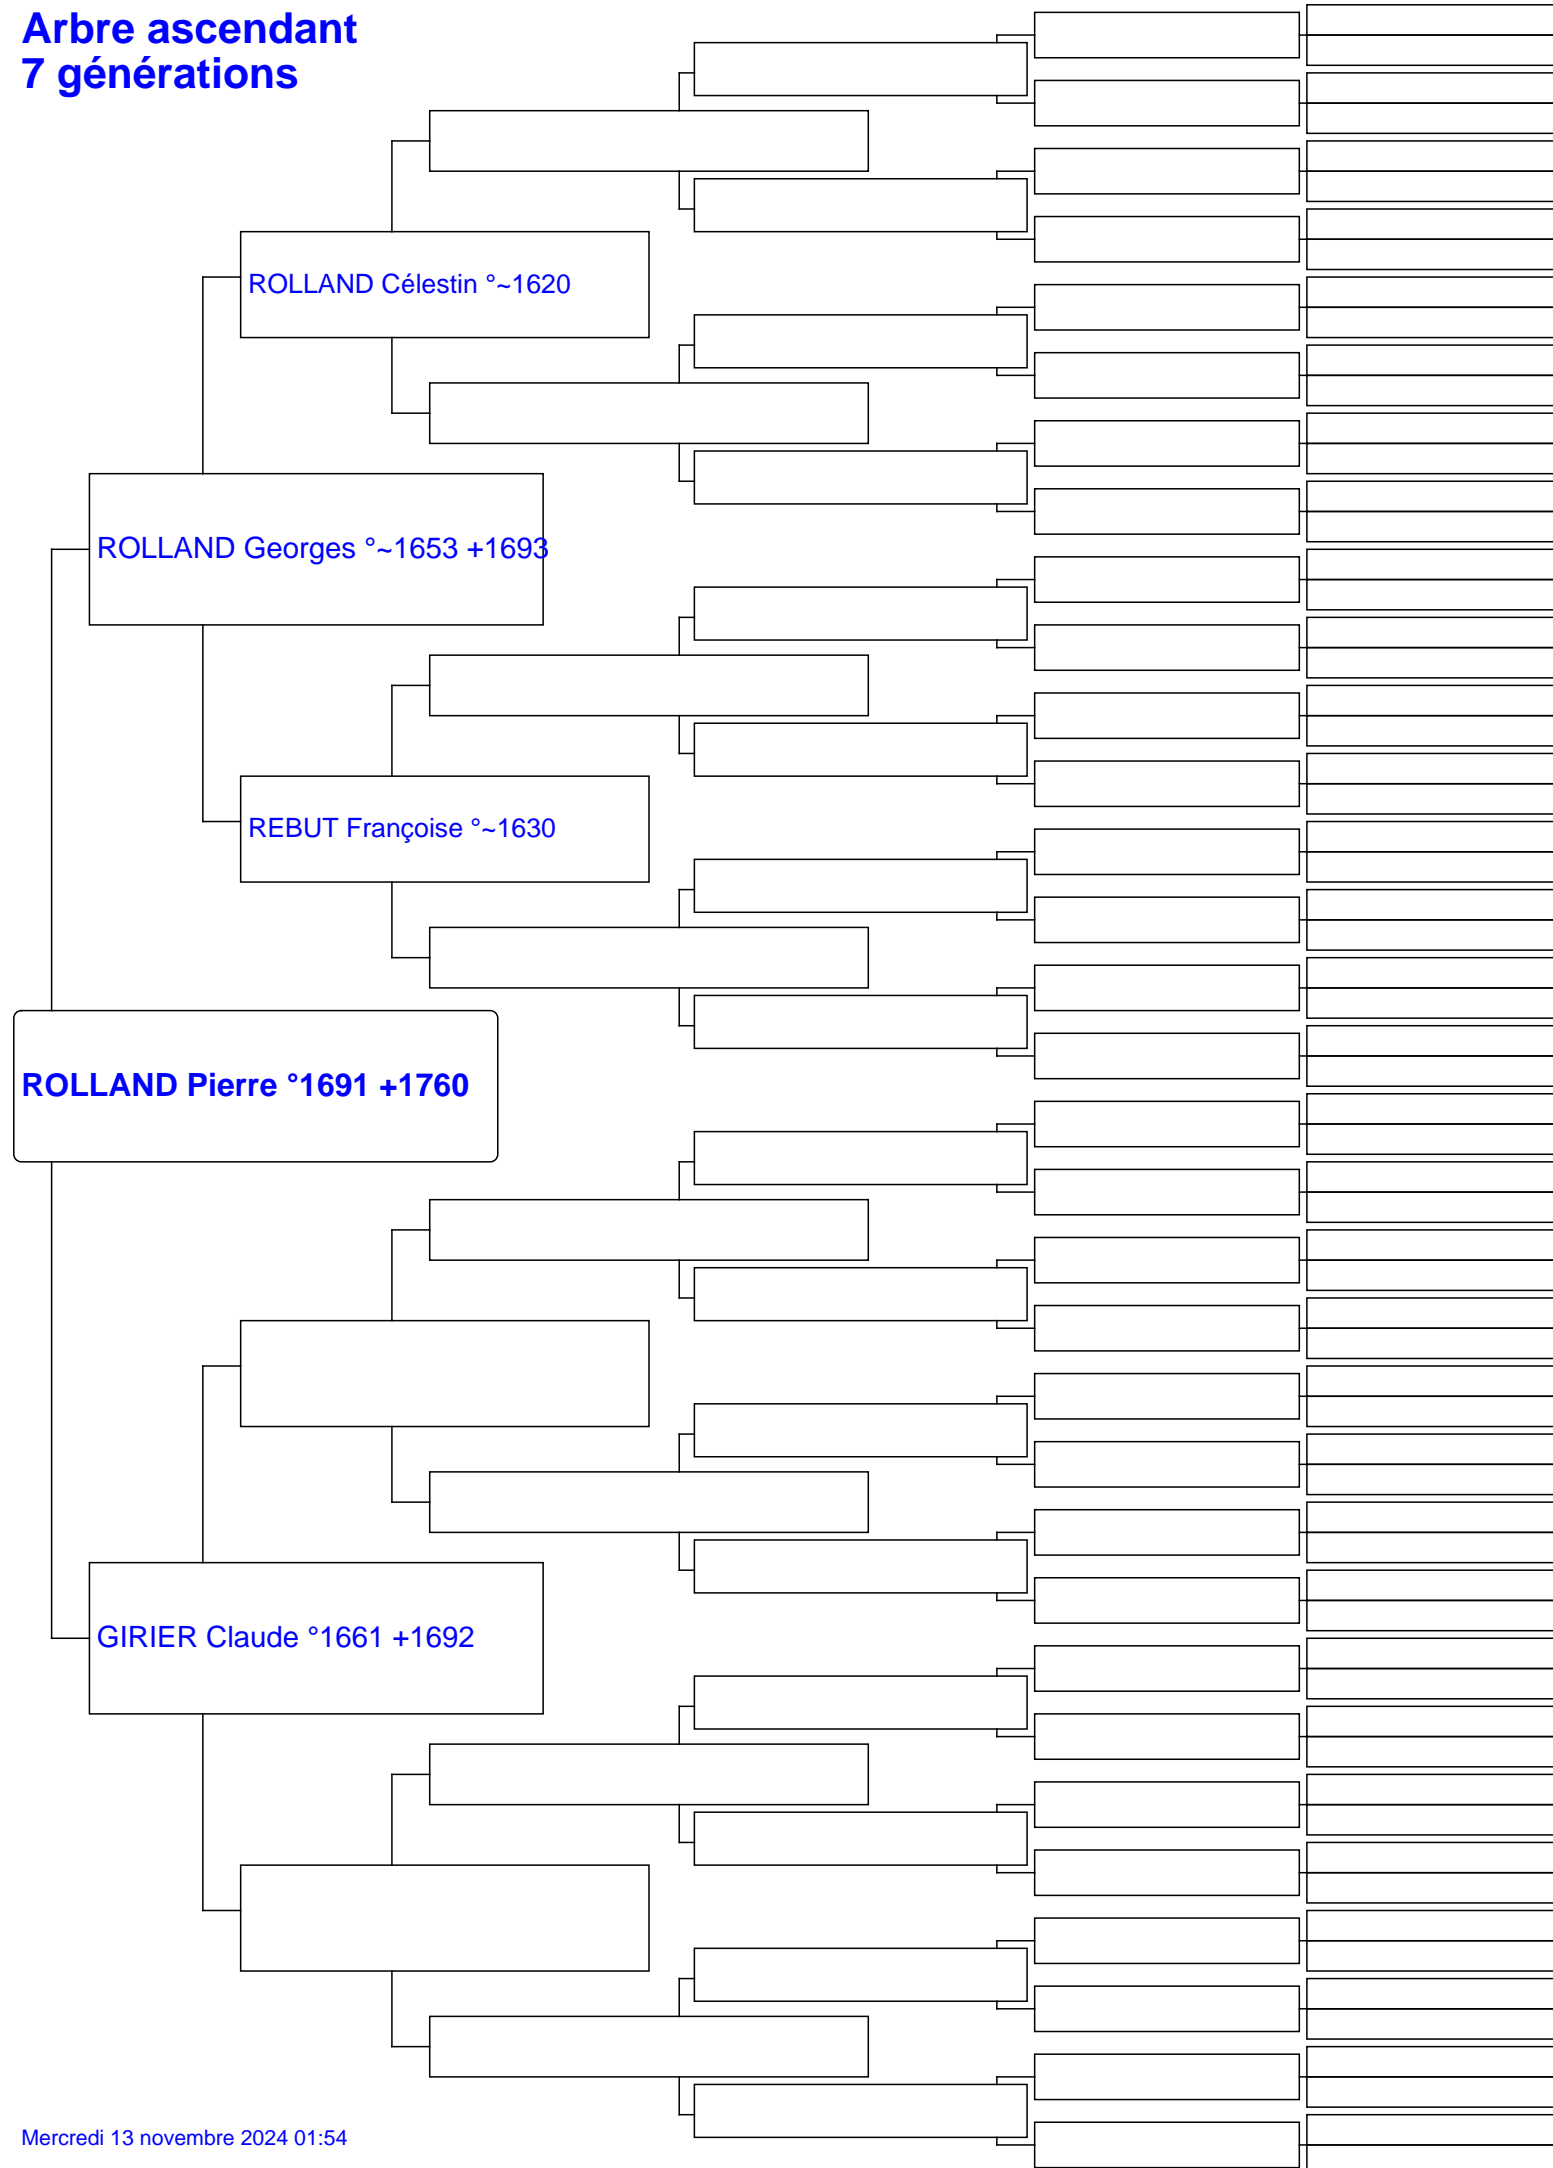 Arbre ascendant
7 générations
ROLLAND Célestin °~1620
ROLLAND Georges °~1653 +1693
REBUT Françoise °~1630
ROLLAND Pierre °1691 +1760
GIRIER Claude °1661 +1692
Mercredi 13 novembre 2024 01:54